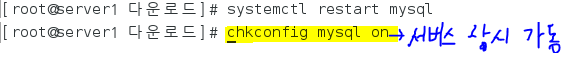 [root@server1 다운로드]# systemctl restart mysql
[root@server1 다운로드]# chkconfig mysql on → 서버스 상시 가동